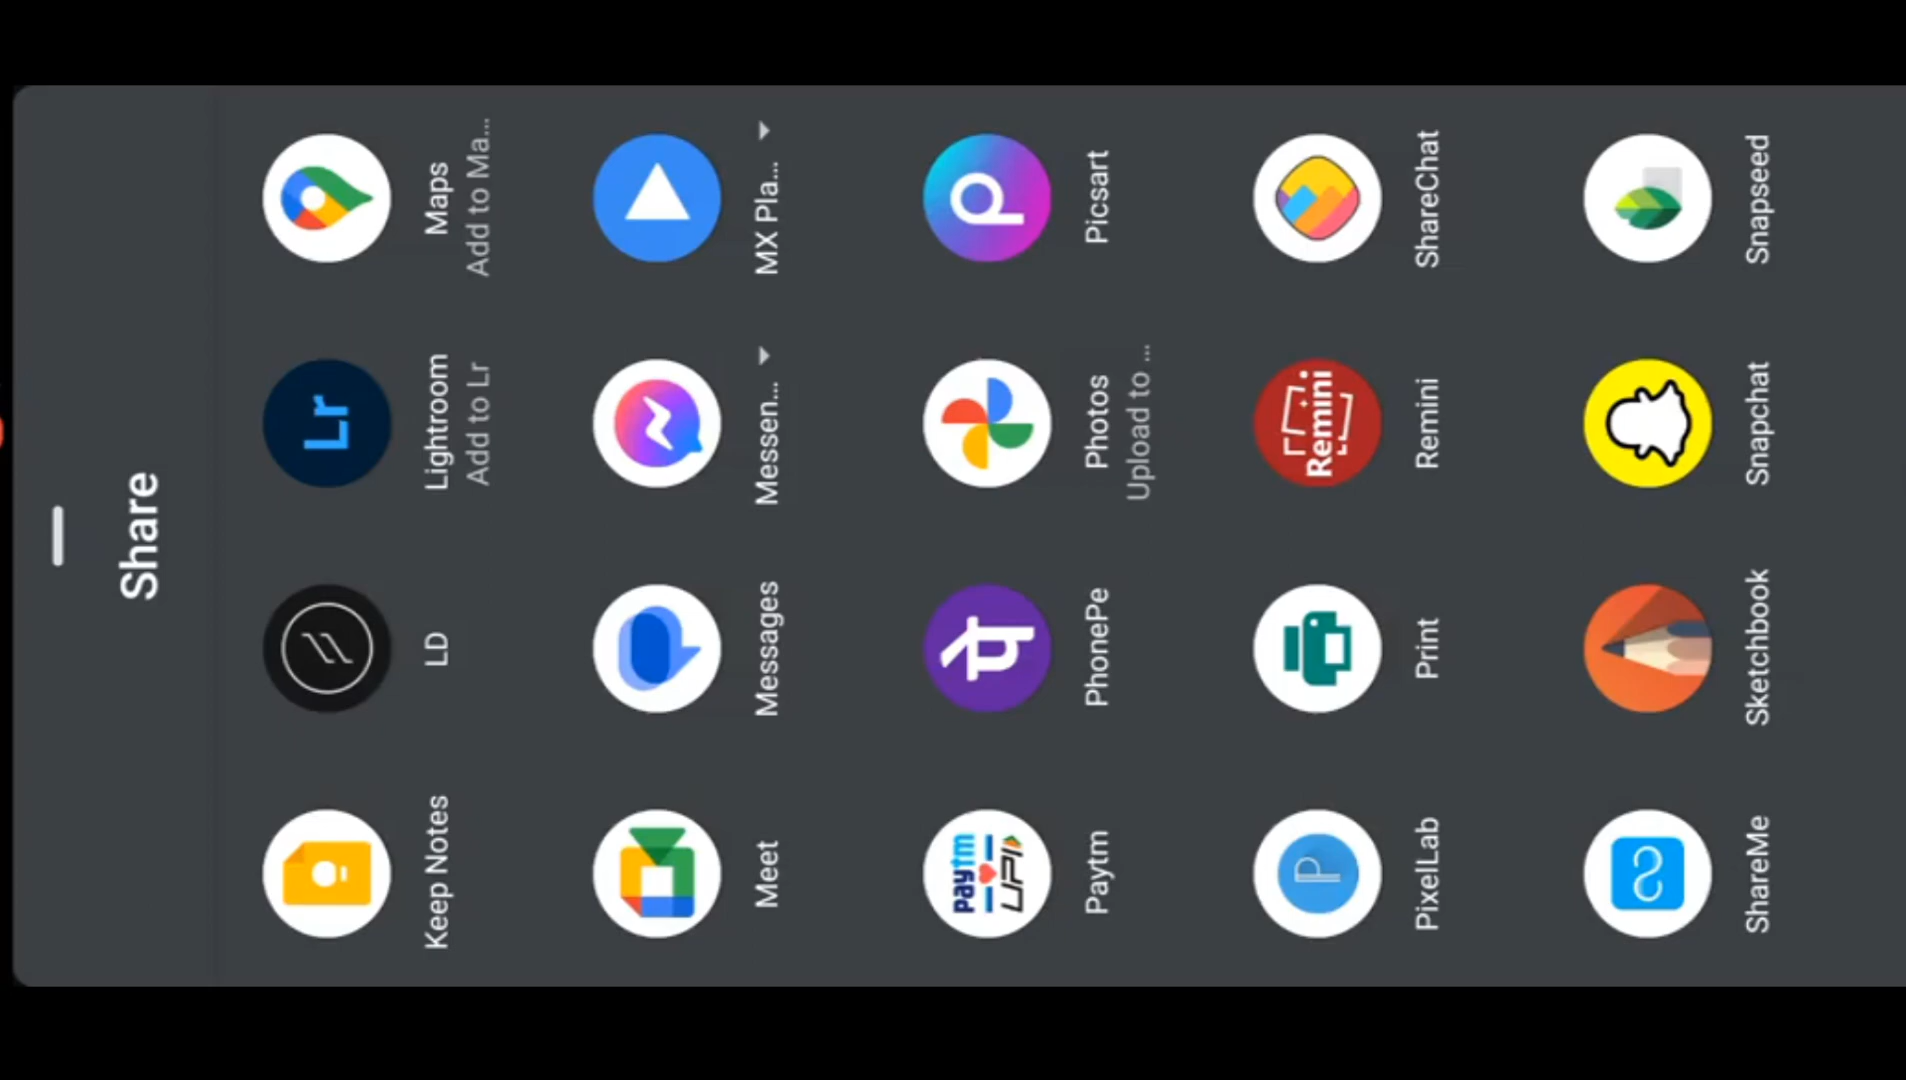 Share
Keep Notes
LD
Lr
Lightroom
Add to Lr
Maps
Add to Ma...
Meet
Messages
Messen...
MX Pla...
Paytm
UPI
Paytm
पे
PhonePe
Photos
Upload to ...
P
Picsart
P
PixelLab
Print
Remini
Remini
ShareChat
ShareMe
Sketchbook
Snapchat
Snapseed